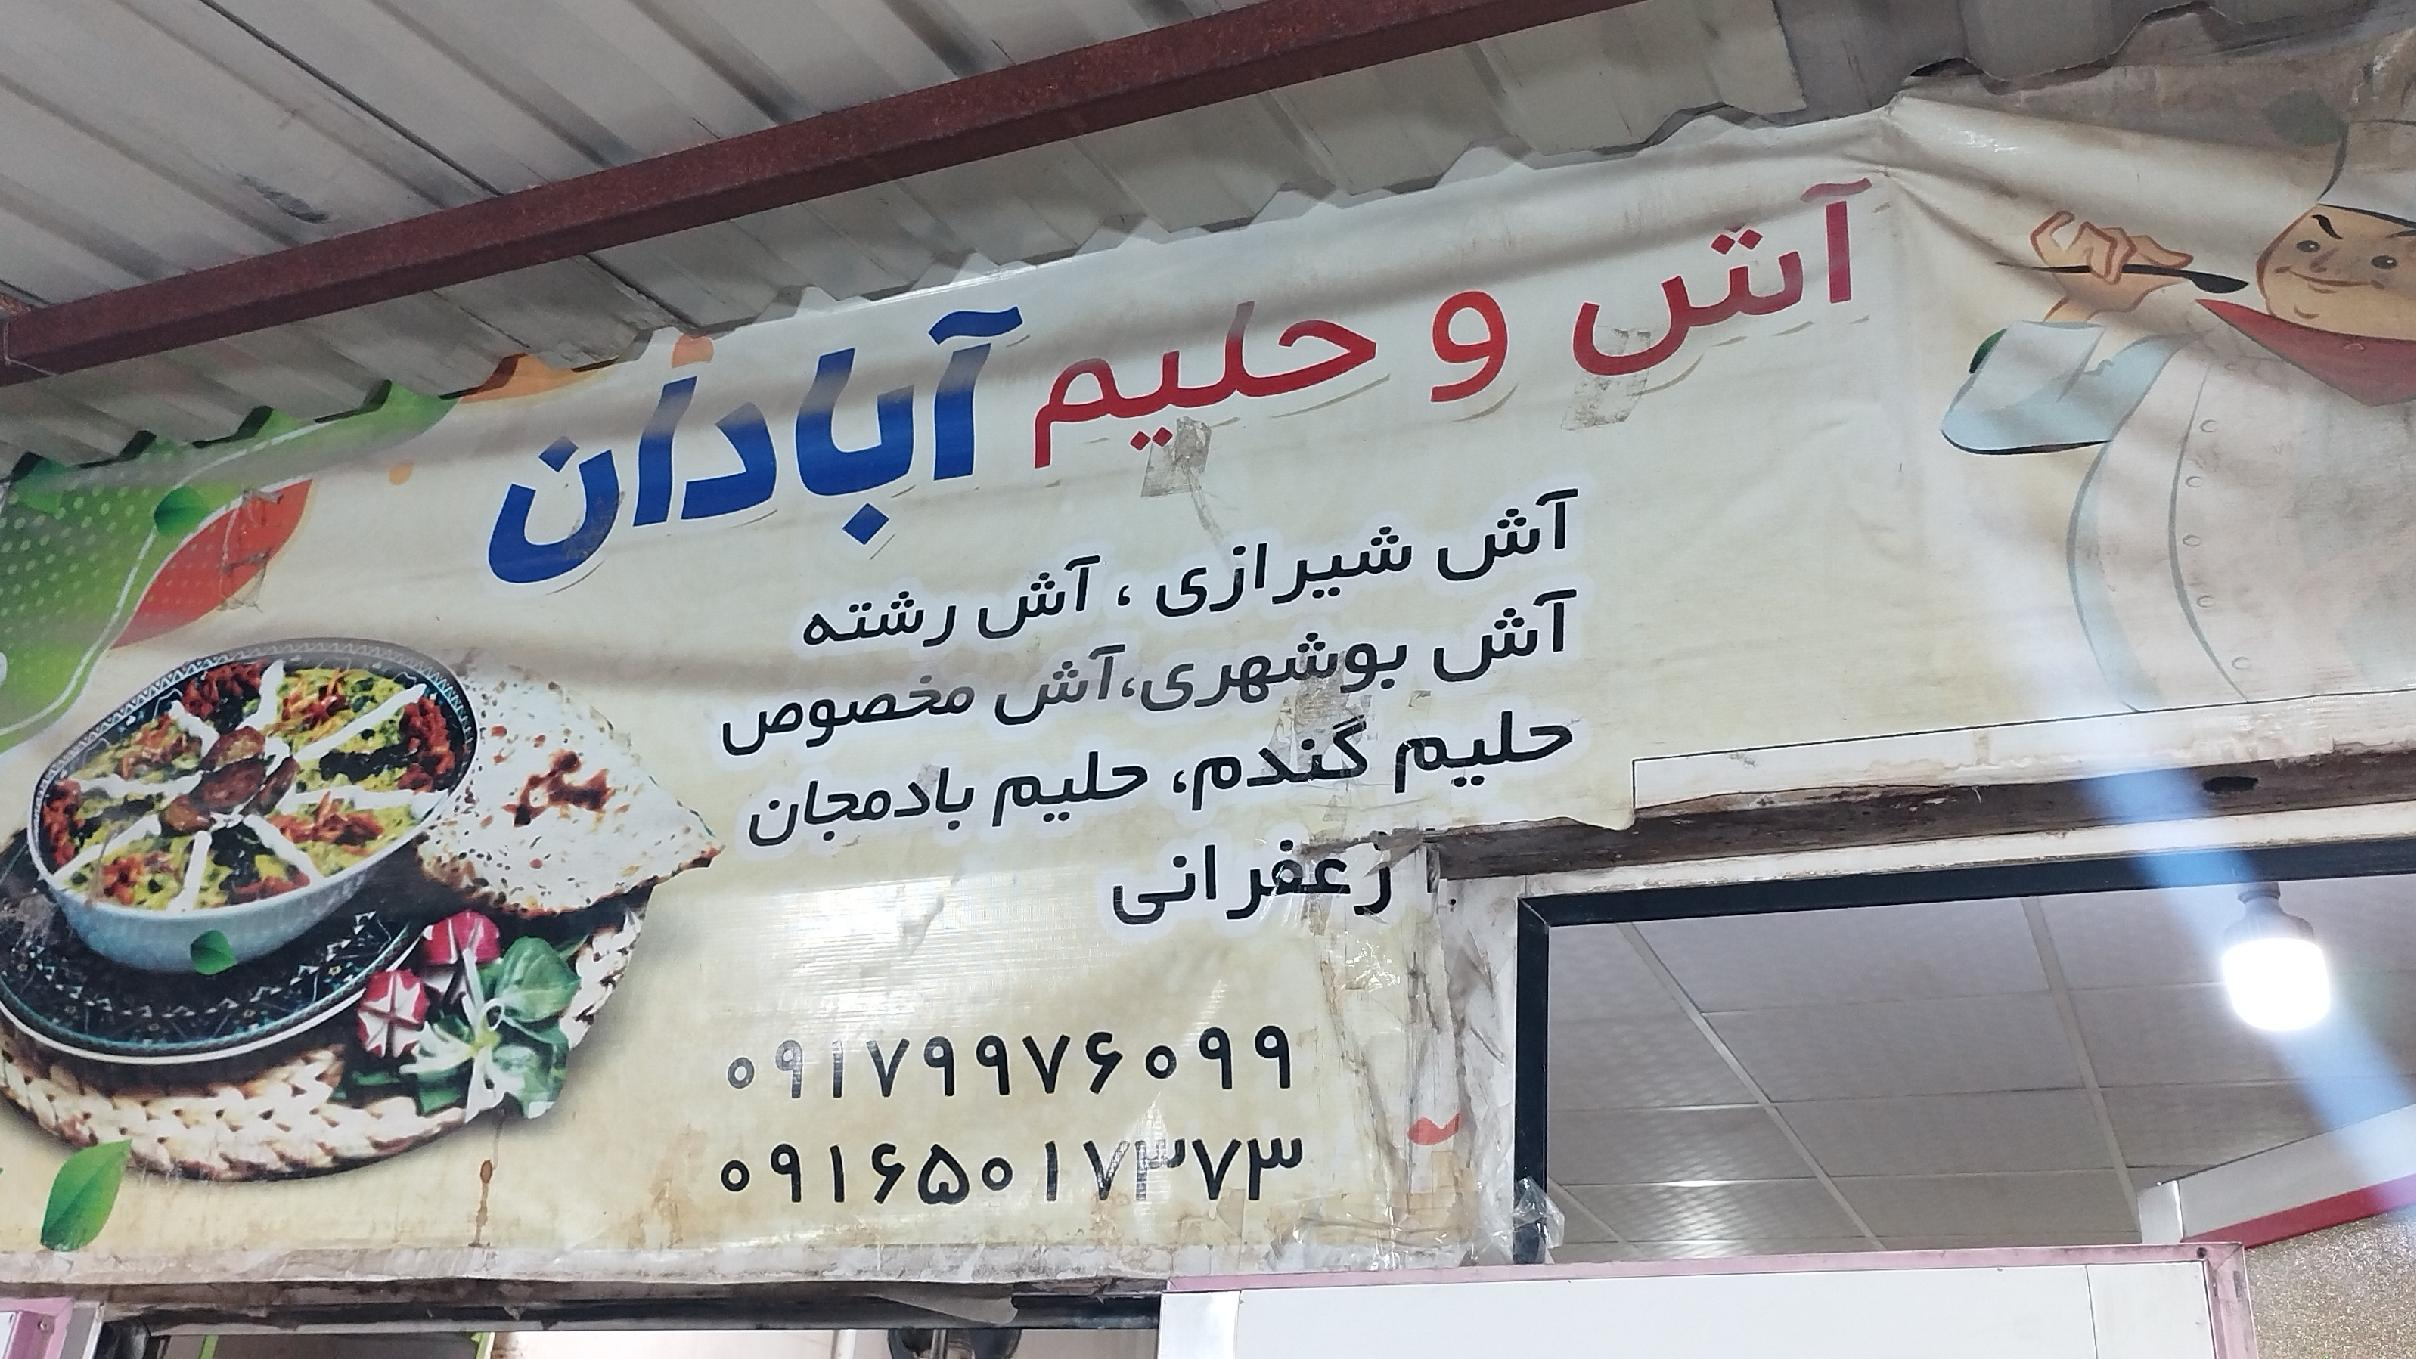 آش و حلیم آبادان
آش شیرازی ، آش رشته
آش بوشهری،آش مخصوص
حلیم گندم، حلیم بادمجان
زعفرانی
۰۹۱۷۹۹۷۶۰۹۹
۰۹۱۶۵۰۱۷۳۷۳